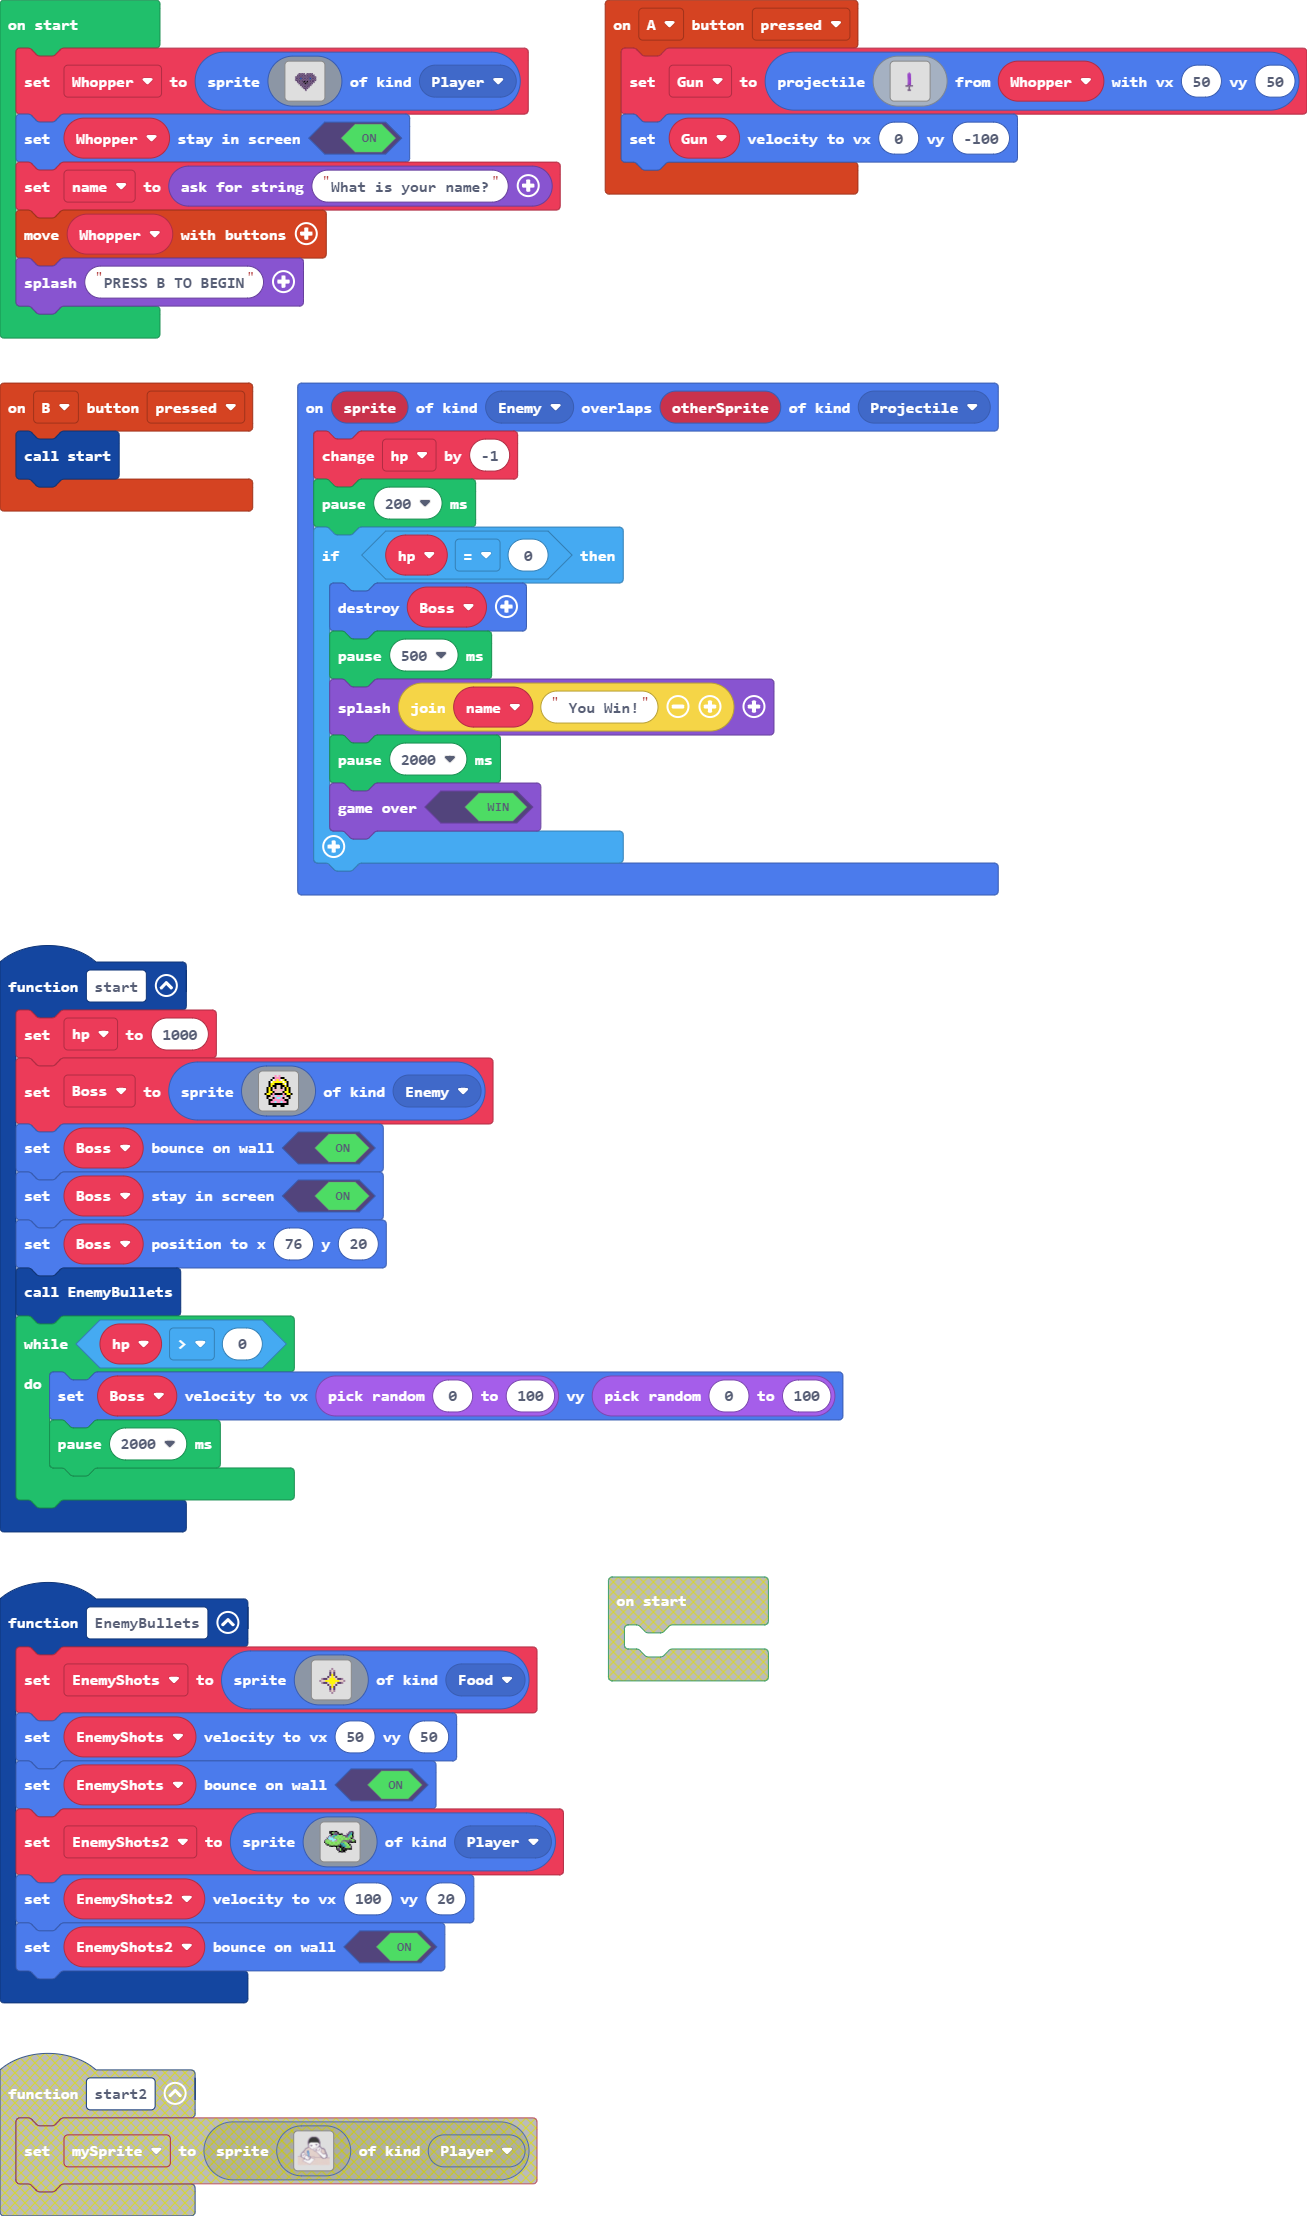 on start
set Whopper to sprite of kind Player
set Whopper stay in screen ON
set name to ask for string "What is your name?"
move Whopper with buttons
splash "PRESS B TO BEGIN"
on A button pressed
set Gun to projectile from Whopper with vx 50 vy 50
set Gun velocity to vx 0 vy -100
on B button pressed
call start
on sprite of kind Enemy overlaps otherSprite of kind Projectile
change hp by -1
pause 200 ms
if hp = 0 then
destroy Boss
pause 500 ms
splash join name " You Win!"
pause 2000 ms
game over WIN
function start
set hp to 1000
set Boss to sprite of kind Enemy
set Boss bounce on wall ON
set Boss stay in screen ON
set Boss position to x 76 y 20
call EnemyBullets
while hp > 0
do set Boss velocity to vx pick random 0 to 100 vy pick random 0 to 100
pause 2000 ms
function EnemyBullets
set EnemyShots to sprite of kind Food
set EnemyShots velocity to vx 50 vy 50
set EnemyShots bounce on wall ON
set EnemyShots2 to sprite of kind Player
set EnemyShots2 velocity to vx 100 vy 20
set EnemyShots2 bounce on wall ON
on start
function start2
set mySprite to sprite of kind Player